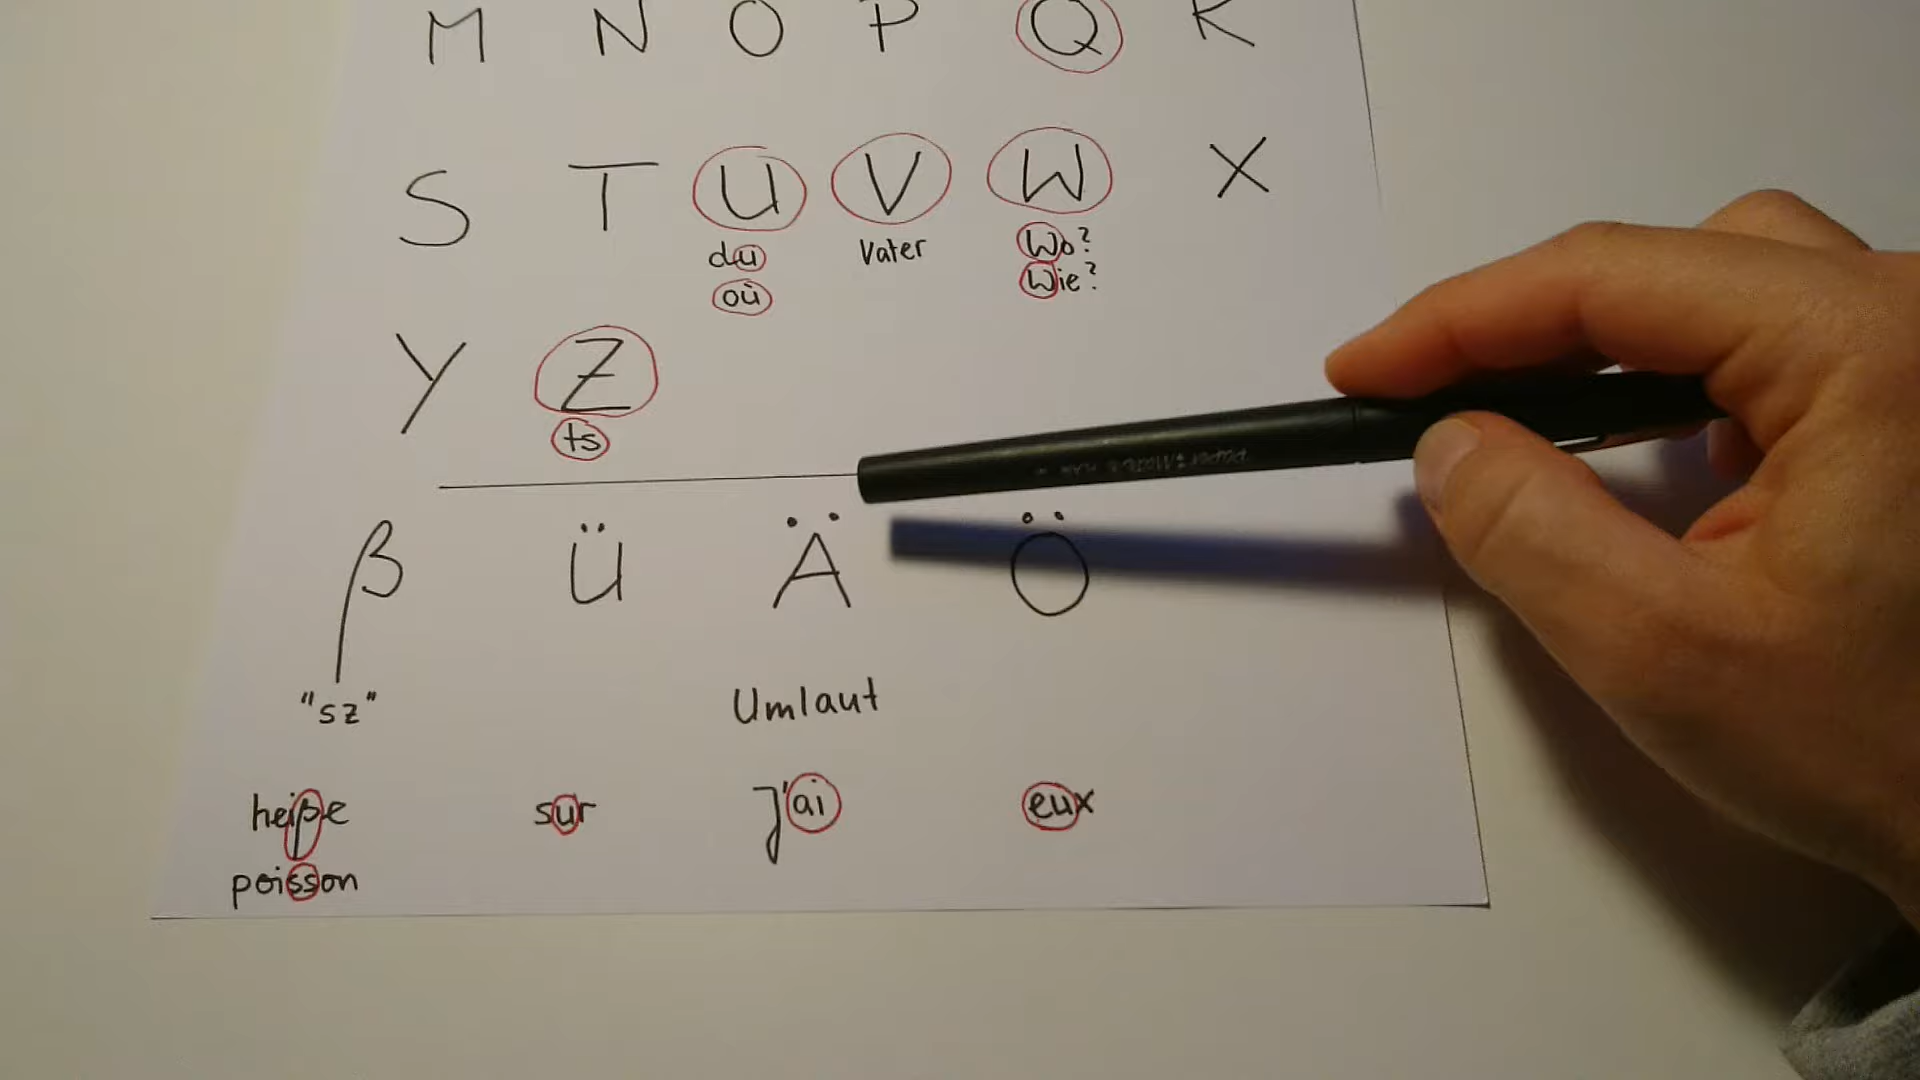 M N O P Q R
S T U V W X
du Vater Wo?
où Wie?
Y Z
ts
ß Ü Ä Ö
"sz" Umlaut
heiße sur J'ai eux
poisson